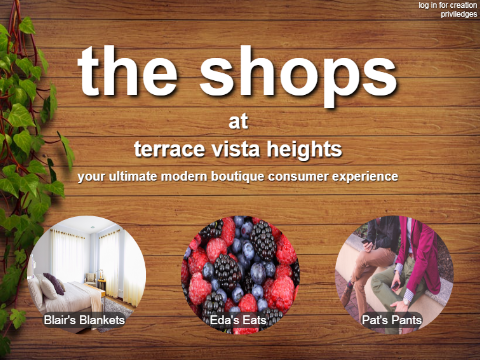 log in for creation
priviledges
the shops
at
terrace vista heights
your ultimate modern boutique consumer experience
Blair's Blankets
Eda's Eats
Pat's Pants